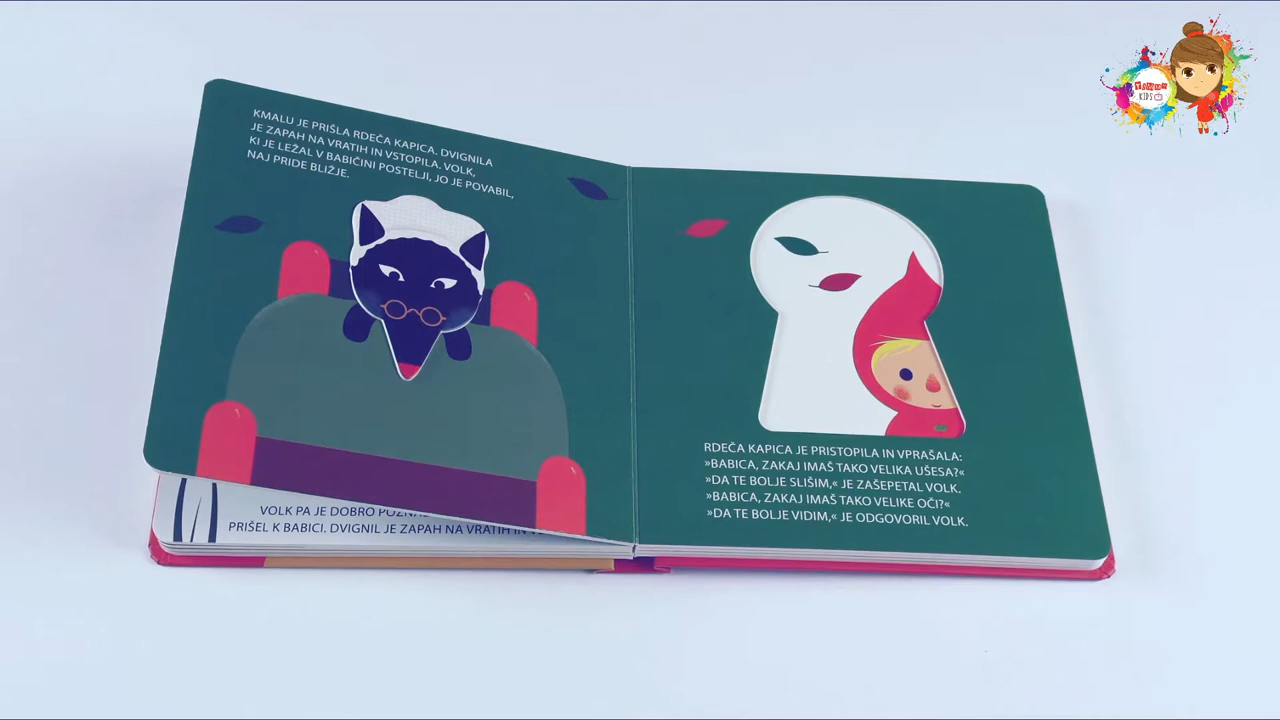 KMALU JE PRIŠLA RDEČA KAPICA. DVIGNILA
JE ZAPAH NA VRATIH IN VSTOPILA. VOLK,
KI JE LEŽAL V BABIČINI POSTELJI, JO JE POVABIL,
NAJ PRIDE BLIŽJE.
VOLK PA JE DOBRO
PRIŠEL K BABICI. DVIGNIL JE ZAPAH NA VRATIH IN
RDEČA KAPICA JE PRISTOPILA IN VPRAŠALA:
»BABICA, ZAKAJ IMAŠ TAKO VELIKA UŠESA?«
»DA TE BOLJE SLIŠIM,« JE ZAŠEPETAL VOLK.
»BABICA, ZAKAJ IMAŠ TAKO VELIKE OČI?«
»DA TE BOLJE VIDIM,« JE ODGOVORIL VOLK.
KIDS